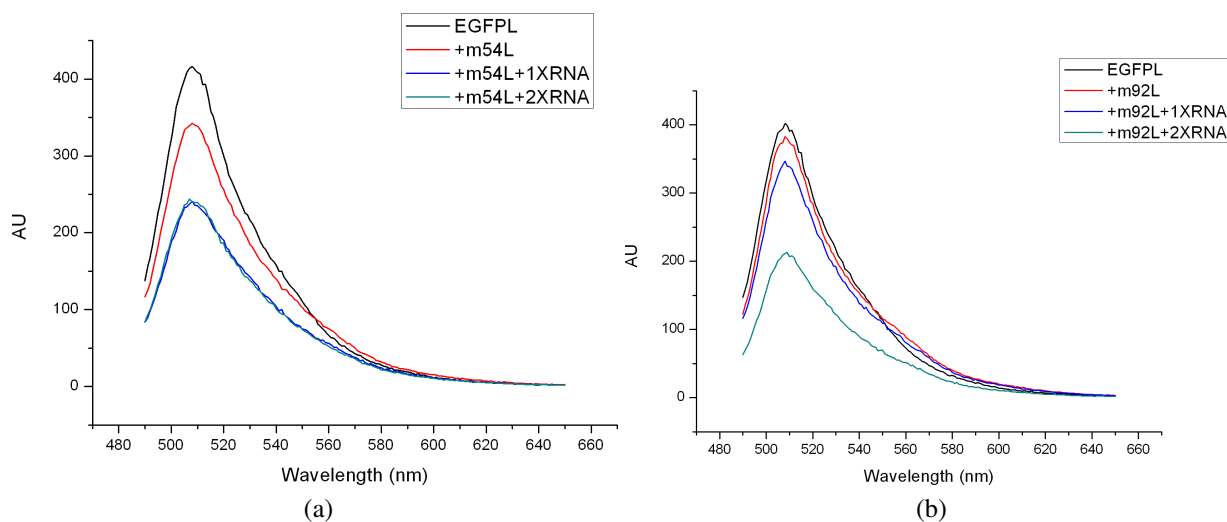 EGFPL
+m54L
+m54L+1XRNA
+m54L+2XRNA
400
300
200
100
0
AU
480 500 520 540 560 580 600 620 640 660
Wavelength (nm)
(a)
EGFPL
+m92L
+m92L+1XRNA
+m92L+2XRNA
400
300
200
100
0
AU
480 500 520 540 560 580 600 620 640 660
Wavelength (nm)
(b)